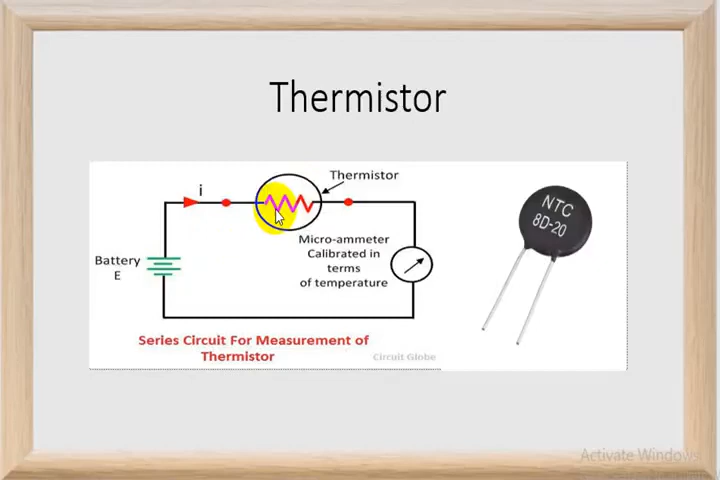 Thermistor
i
Thermistor
Micro-ammeter
Calibrated in
terms
of temperature
Battery
E
NTC
8D-20
Series Circuit For Measurement of
Thermistor
Circuit Globe
Activate Windows